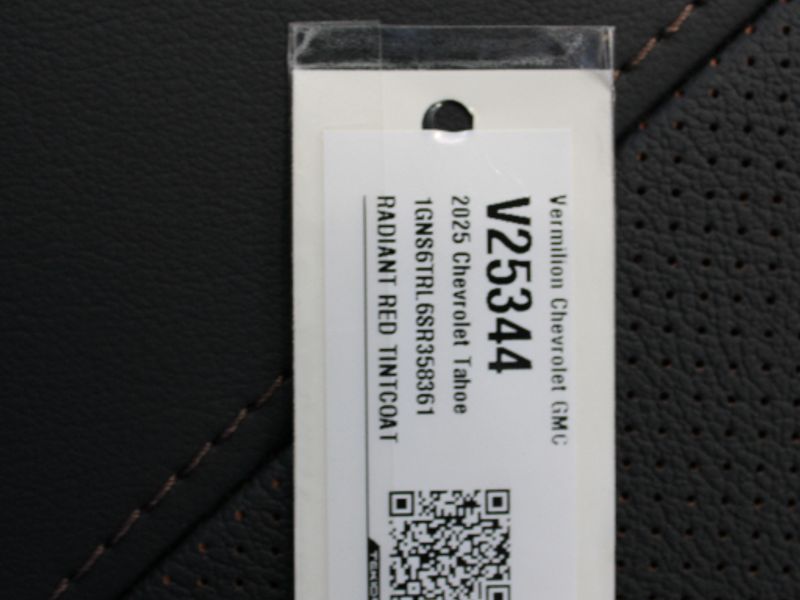 Vermilion Chevrolet GMC
V25344
2025 Chevrolet Tahoe
1GNS6TRL6SR358361
RADIANT RED TINTCOAT